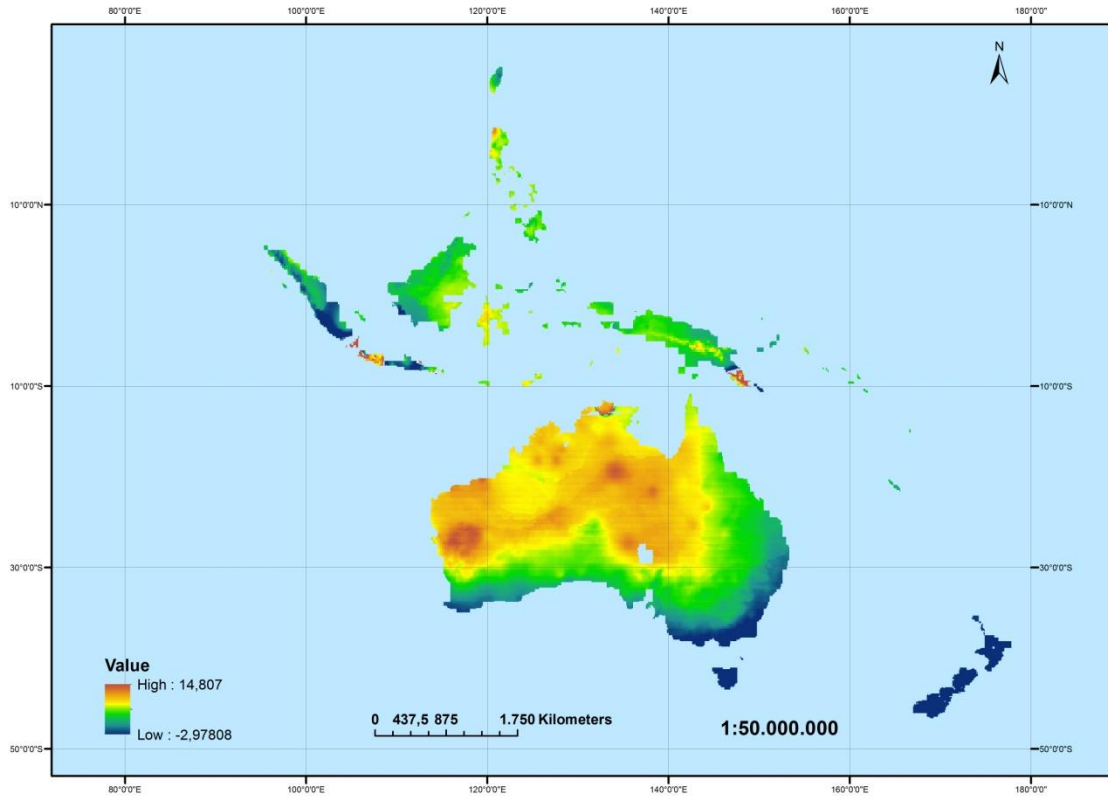 80°0'0"E 100°0'0"E 120°0'0"E 140°0'0"E 160°0'0"E 180°0'0"
N
10°0'0"N 10°0'0"N
10°0'0"S 10°0'0"S
30°0'0"S 30°0'0"S
Value
High : 14,807
Low : -2,97808
0 437,5 875 1.750 Kilometers
1:50.000.000
50°0'0"S 50°0'0"S
80°0'0"E 100°0'0"E 120°0'0"E 140°0'0"E 160°0'0"E 180°0'0"